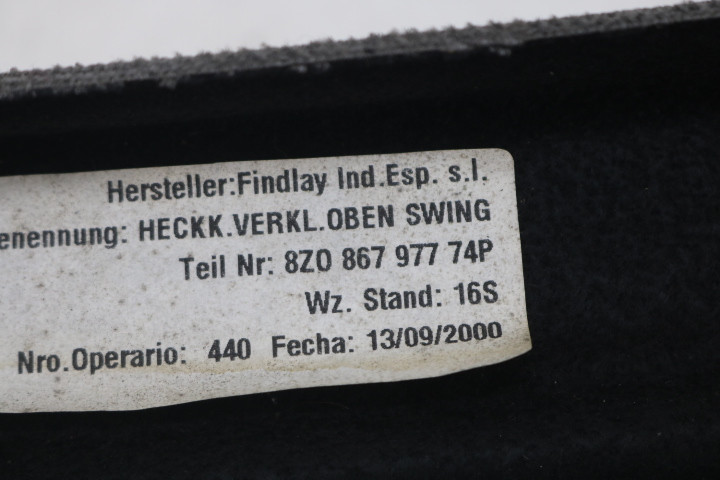 Hersteller:Findlay Ind.Esp. s.l.
enennung: HECKK.VERKL.OBEN SWING
Teil Nr: 8Z0 867 977 74P
Wz. Stand: 16S
Nro.Operario: 440 Fecha: 13/09/2000